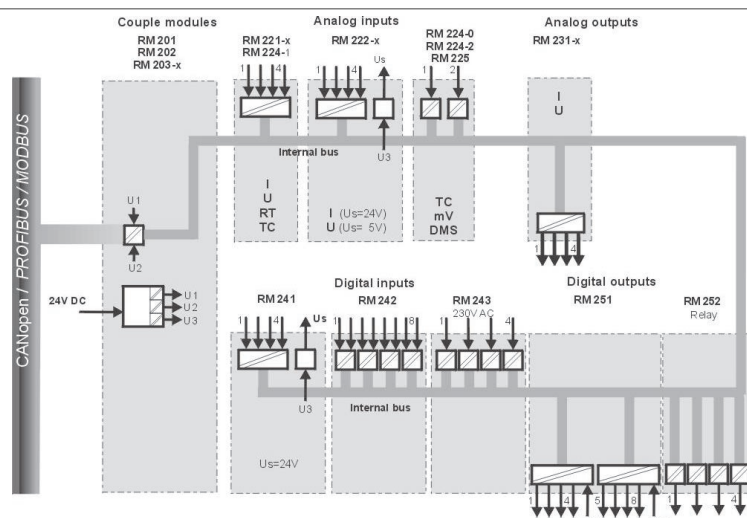 Couple modules
RM 201
RM 202
RM 203-x
Analog inputs
RM 221-x
RM 224-1
RM 222-x
RM 224-0
RM 224-2
RM 225
Analog outputs
RM 231-x
1
4
1
4
Us
1
2
I
U
Internal bus
U3
U1
U2
I
U
RT
TC
I (Us=24V)
U (Us= 5V)
TC
mV
DMS
1
4
CANopen / PROFIBUS / MODBUS
24V DC
U1
U2
U3
Digital inputs
RM 241
RM 242
RM 243
230V AC
Digital outputs
RM 251
RM 252
Relay
1
4
Us
1
8
1
4
U3
Internal bus
Us=24V
1
4
5
8
1
4